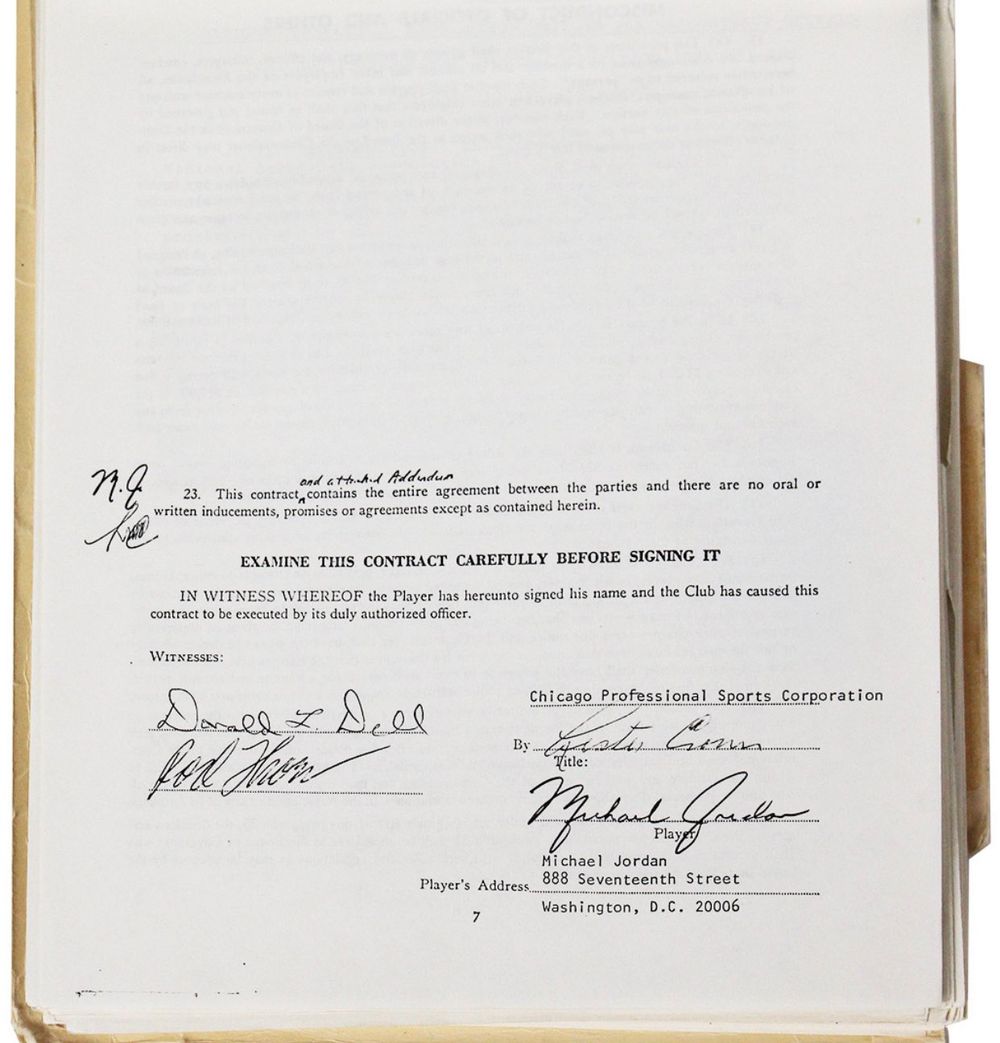 M.J.
and attached Addendum
23. This contract contains the entire agreement between the parties and there are no oral or
written inducements, promises or agreements except as contained herein.
EXAMINE THIS CONTRACT CAREFULLY BEFORE SIGNING IT
IN WITNESS WHEREOF the Player has hereunto signed his name and the Club has caused this
contract to be executed by its duly authorized officer.
WITNESSES:
Chicago Professional Sports Corporation
Donald L. Dell
By Lester Crown
Rod Thorn
Title:
Michael Jordan
Player
Michael Jordan
Player's Address 888 Seventeenth Street
Washington, D.C. 20006
7